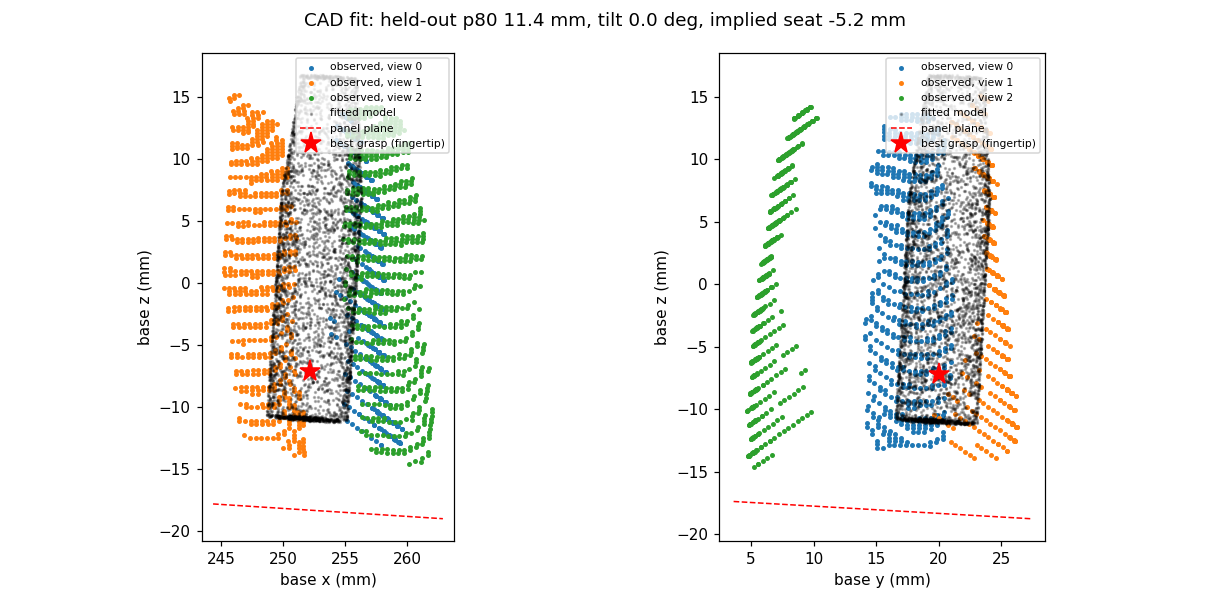 CAD fit: held-out p80 11.4 mm, tilt 0.0 deg, implied seat -5.2 mm
observed, view 0
observed, view 1
observed, view 2
fitted model
panel plane
best grasp (fingertip)
15
10
5
0
−5
−10
−15
−20
base z (mm)
245
250
255
260
base x (mm)
observed, view 0
observed, view 1
observed, view 2
fitted model
panel plane
best grasp (fingertip)
15
10
5
0
−5
−10
−15
−20
base z (mm)
5
10
15
20
25
base y (mm)